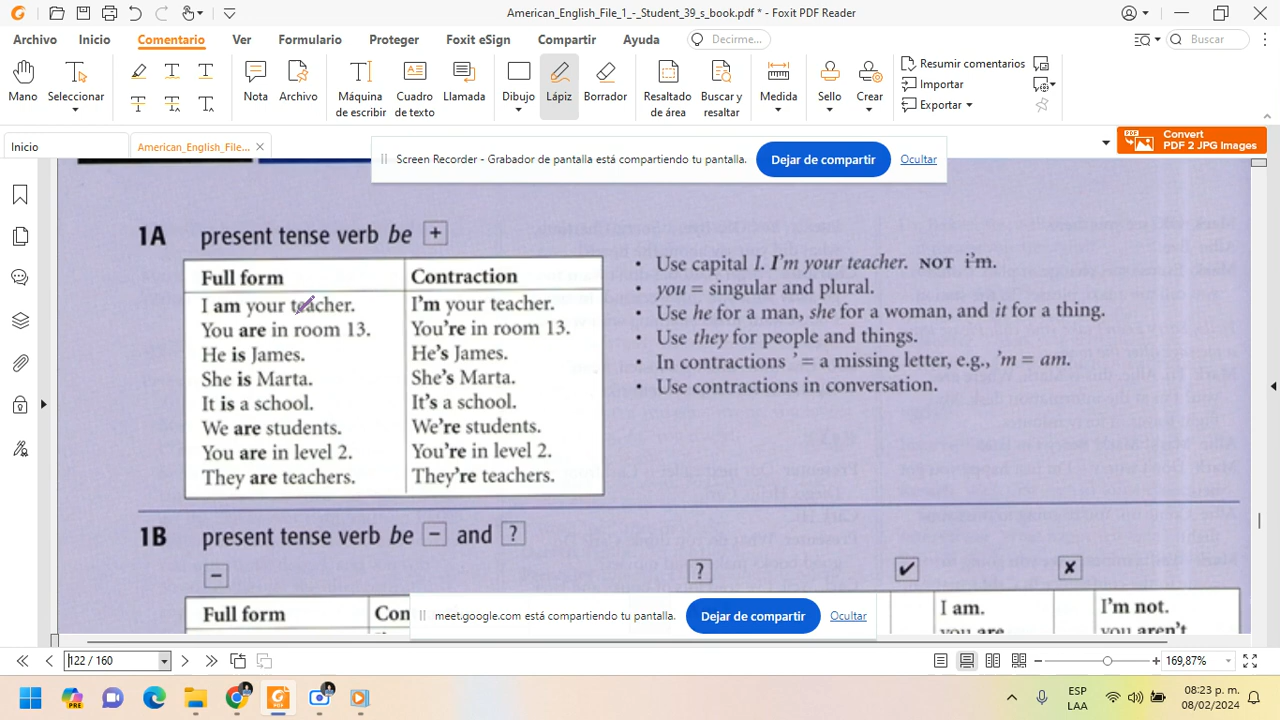 American_English_File_1_-_Student_39_s_book.pdf * - Foxit PDF Reader
Archivo Inicio Comentario Ver Formulario Proteger Foxit eSign Compartir Ayuda Decirme... Buscar
Mano Seleccionar Nota Archivo Máquina de escribir Cuadro de texto Llamada Dibujo Lápiz Borrador Resaltado de área Buscar y resaltar Medida Sello Crear
Resumir comentarios
Importar
Exportar
Inicio American_English_File...
Screen Recorder - Grabador de pantalla está compartiendo tu pantalla. Dejar de compartir Ocultar
Convert
PDF 2 JPG Images
1A present tense verb be +
Full form Contraction
I am your teacher. I'm your teacher.
You are in room 13. You're in room 13.
He is James. He's James.
She is Marta. She's Marta.
It is a school. It's a school.
We are students. We're students.
You are in level 2. You're in level 2.
They are teachers. They're teachers.
• Use capital I. I'm your teacher. NOT i'm.
• you = singular and plural.
• Use he for a man, she for a woman, and it for a thing.
• Use they for people and things.
• In contractions ' = a missing letter, e.g., 'm = am.
• Use contractions in conversation.
1B present tense verb be − and ?
− ? ✔ ✘
Full form Con I am. I'm not.
you are you aren't
meet.google.com está compartiendo tu pantalla. Dejar de compartir Ocultar
122 / 160 169,87%
PRE
ESP
LAA
08:23 p. m.
08/02/2024